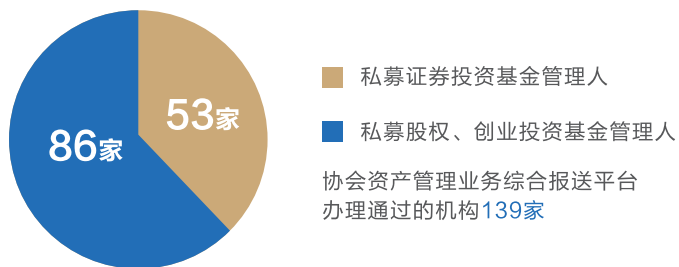 53家
86家
私募证券投资基金管理人
私募股权、创业投资基金管理人
协会资产管理业务综合报送平台
办理通过的机构139家